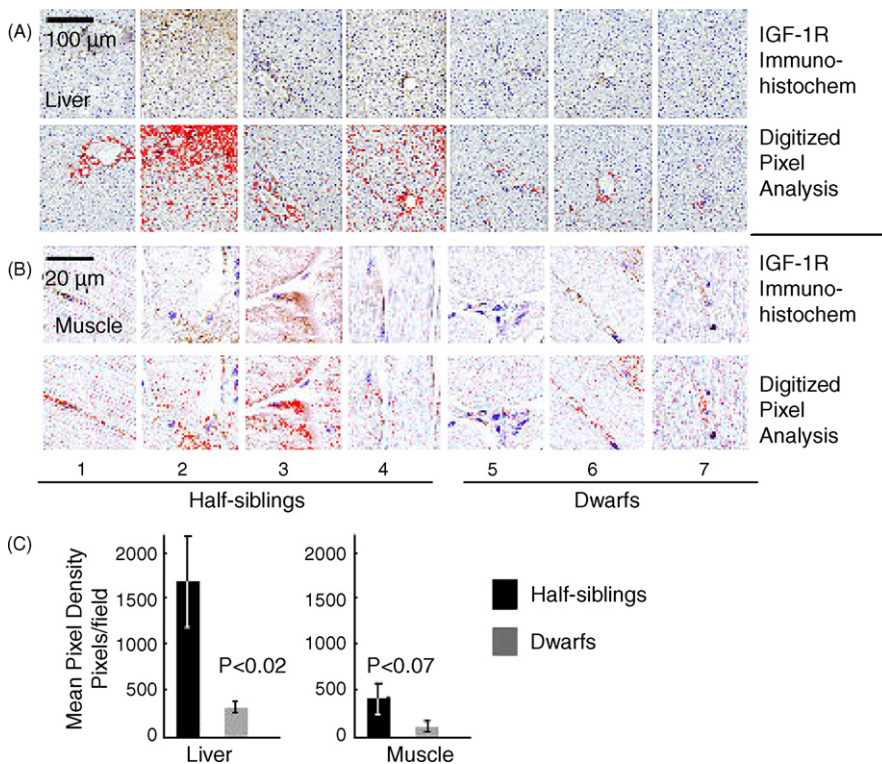 (A)
100 µm
Liver
IGF-1R
Immuno-
histochem
Digitized
Pixel
Analysis
(B)
20 µm
Muscle
IGF-1R
Immuno-
histochem
Digitized
Pixel
Analysis
1 2 3 4 5 6 7
Half-siblings Dwarfs
(C)
Mean Pixel Density
Pixels/field
2000
1500
1000
500
0
P<0.02
Liver
2000
1500
1000
500
0
P<0.07
Muscle
Half-siblings
Dwarfs